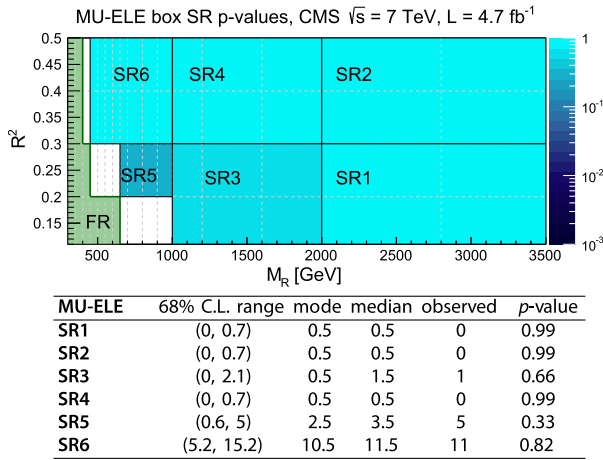 MU-ELE box SR p-values, CMS √s = 7 TeV, L = 4.7 fb⁻¹
0.5
0.45
0.4
0.35
0.3
0.25
0.2
0.15
R²
SR6 SR4 SR2
SR5 SR3 SR1
FR
1
10⁻¹
10⁻²
10⁻³
500 1000 1500 2000 2500 3000 3500
M_R [GeV]
MU-ELE 68% C.L. range mode median observed p-value
SR1 (0, 0.7) 0.5 0.5 0 0.99
SR2 (0, 0.7) 0.5 0.5 0 0.99
SR3 (0, 2.1) 0.5 1.5 1 0.66
SR4 (0, 0.7) 0.5 0.5 0 0.99
SR5 (0.6, 5) 2.5 3.5 5 0.33
SR6 (5.2, 15.2) 10.5 11.5 11 0.82